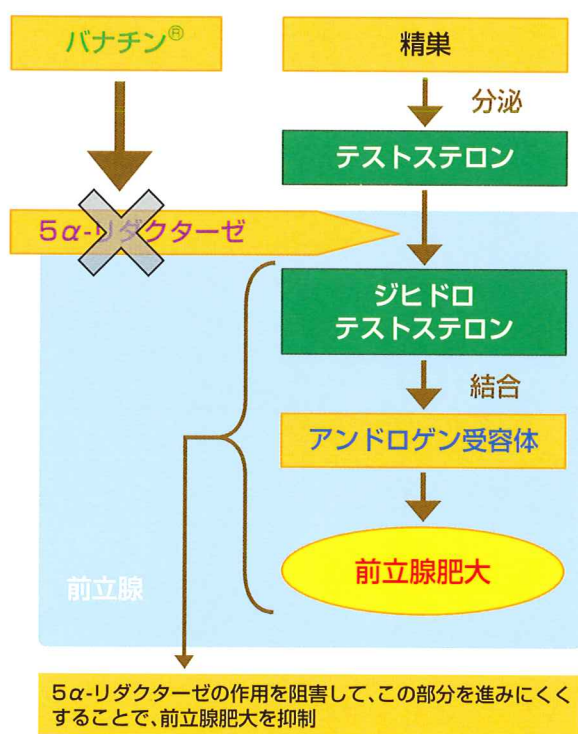 バナチン®
精巣
分泌
テストステロン
5α-リダクターゼ
ジヒドロ
テストステロン
結合
アンドロゲン受容体
前立腺肥大
前立腺
5α-リダクターゼの作用を阻害して、この部分を進みにくく
することで、前立腺肥大を抑制